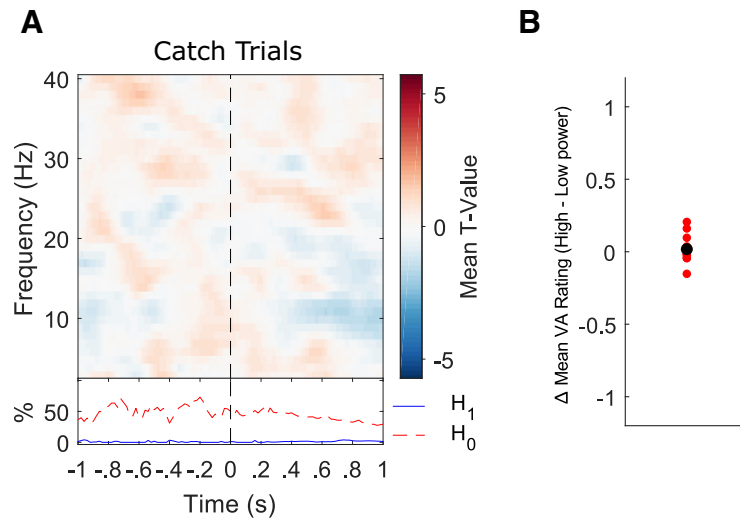 A
B
Catch Trials
Frequency (Hz)
40
30
20
10
5
0
-5
Mean T-Value
%
50
0
H1
H0
-1 -.8 -.6 -.4 -.2 0 .2 .4 .6 .8 1
Time (s)
Δ Mean VA Rating (High - Low power)
1
0.5
0
-0.5
-1